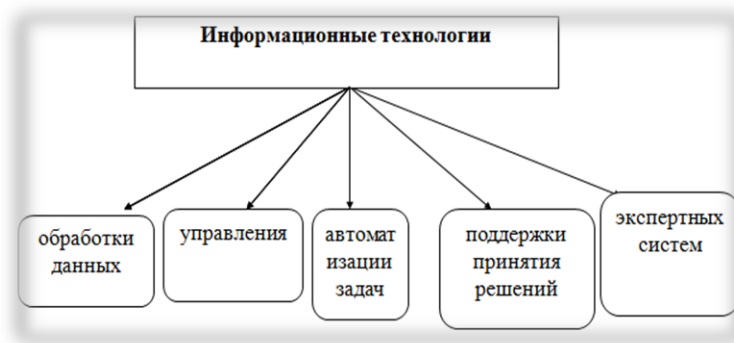 Информационные технологии
обработки
данных
управления
автомат
изации
задач
поддержки
принятия
решений
экспертных
систем